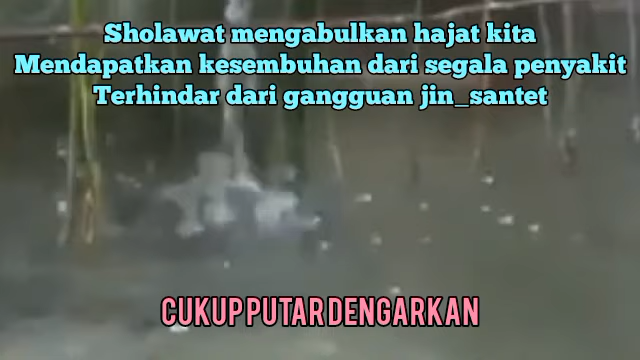 Sholawat mengabulkan hajat kita
Mendapatkan kesembuhan dari segala penyakit
Terhindar dari gangguan jin_santet
CUKUP PUTAR DENGARKAN